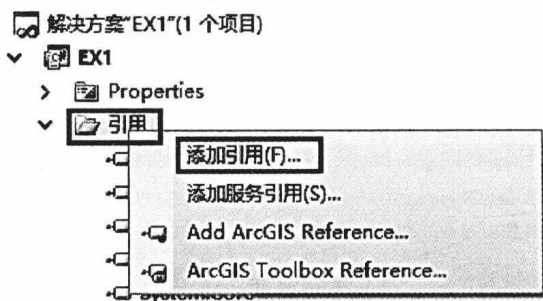 解决方案"EX1"(1 个项目)
EX1
Properties
引用
添加引用(F)...
添加服务引用(S)...
Add ArcGIS Reference...
ArcGIS Toolbox Reference...